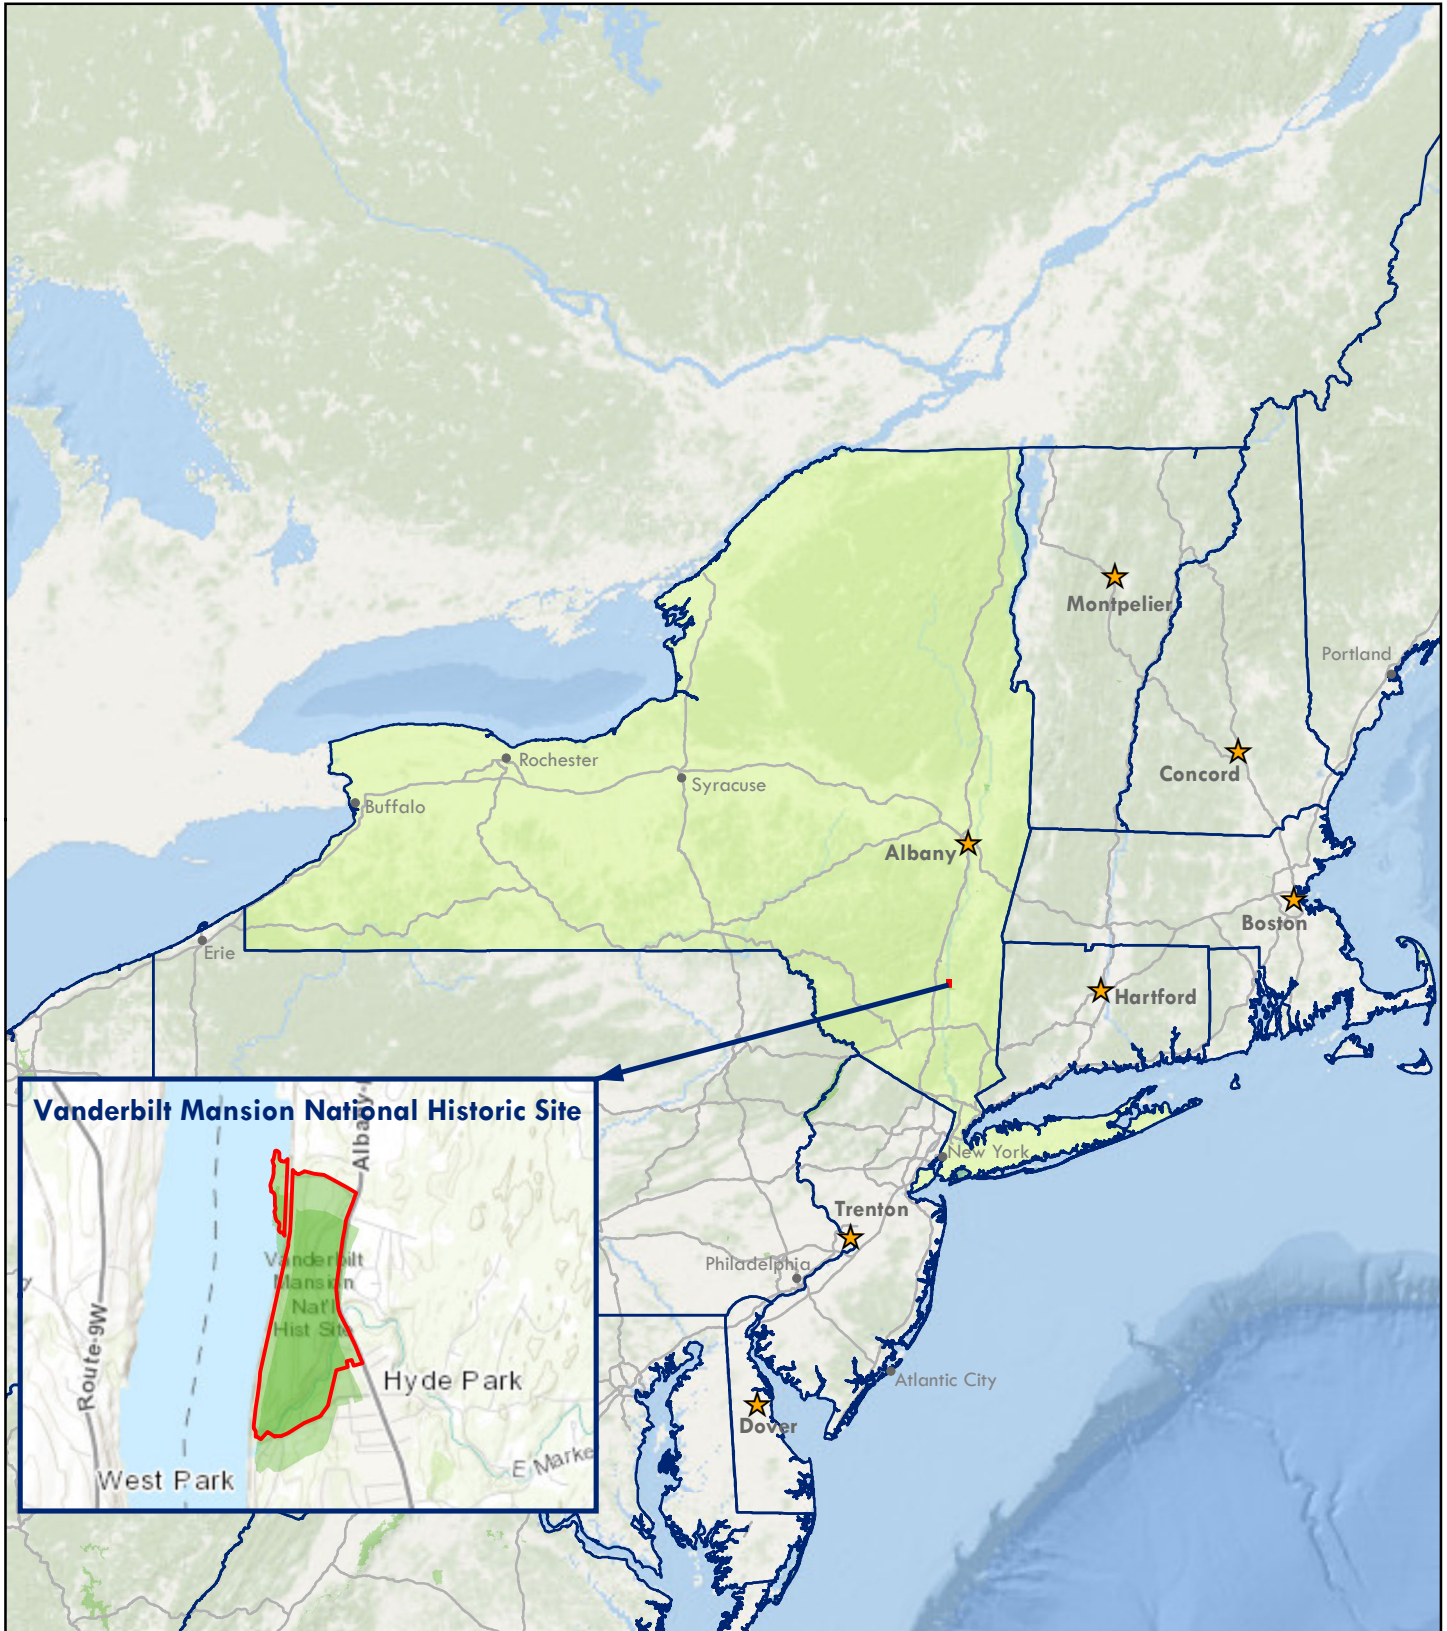 Montpelier
Portland
Rochester
Concord
Syracuse
Buffalo
Albany
Boston
Erie
Hartford
Vanderbilt Mansion National Historic Site
Albany
New York
Trenton
Vanderbilt
Mansion
Nat'l
Hist Site
Philadelphia
Route 9W
Hyde Park
Atlantic City
Dover
West Park
E Marke